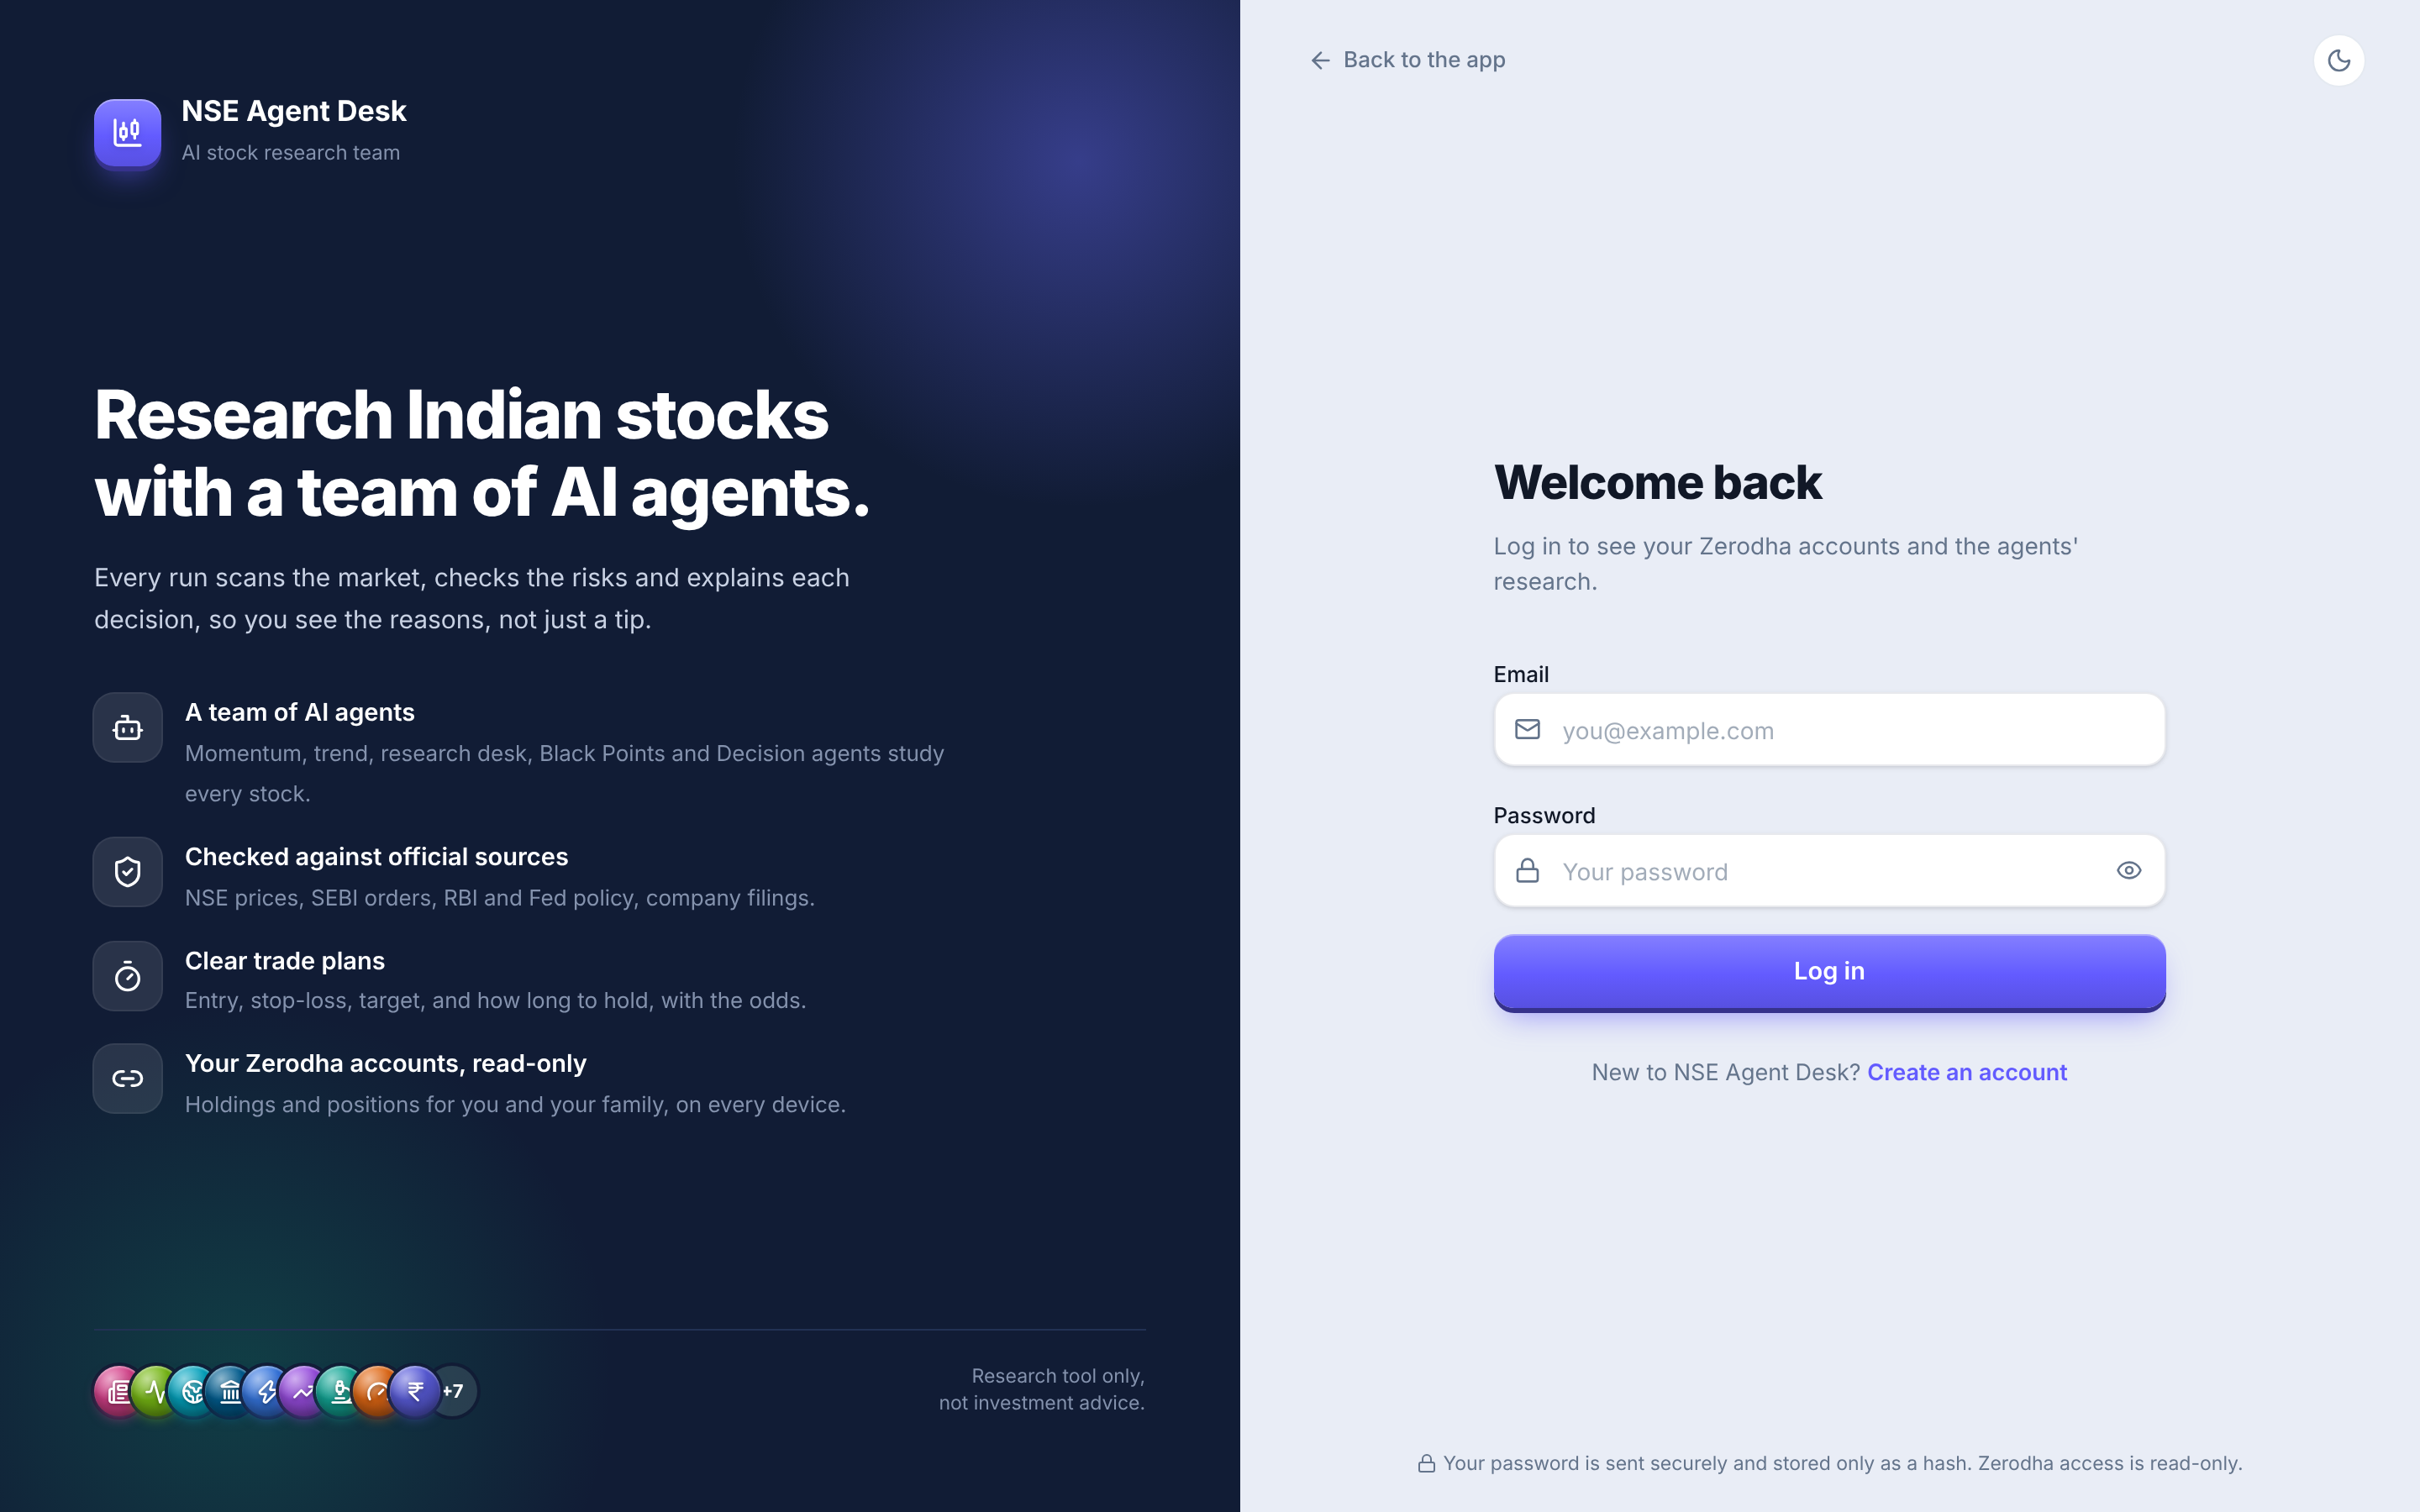 NSE Agent Desk
AI stock research team
Research Indian stocks
with a team of AI agents.
Every run scans the market, checks the risks and explains each
decision, so you see the reasons, not just a tip.
A team of AI agents
Momentum, trend, research desk, Black Points and Decision agents study
every stock.
Checked against official sources
NSE prices, SEBI orders, RBI and Fed policy, company filings.
Clear trade plans
Entry, stop-loss, target, and how long to hold, with the odds.
Your Zerodha accounts, read-only
Holdings and positions for you and your family, on every device.
₹ +7
Research tool only,
not investment advice.
Back to the app
Welcome back
Log in to see your Zerodha accounts and the agents'
research.
Email
you@example.com
Password
Your password
Log in
New to NSE Agent Desk? Create an account
Your password is sent securely and stored only as a hash. Zerodha access is read-only.